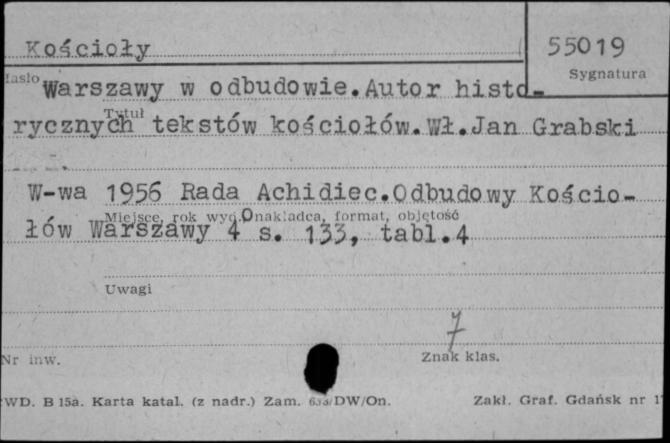 Kościoły
55019
Sygnatura
Hasło
Warszawy w odbudowie.Autor histo-
Tytuł
rycznych tekstów kościołów.Wł.Jan Grabski
W-wa 1956 Rada Achidiec.Odbudowy Kościo-
Miejsce, rok wyd. nakładca, format, objętość
łów Warszawy 4° s. 133, tabl.4
Uwagi
7
Nr inw.
Znak klas.
WD. B 15a. Karta katal. (z nadr.) Zam. /DW/On.
Zakł. Graf. Gdańsk nr